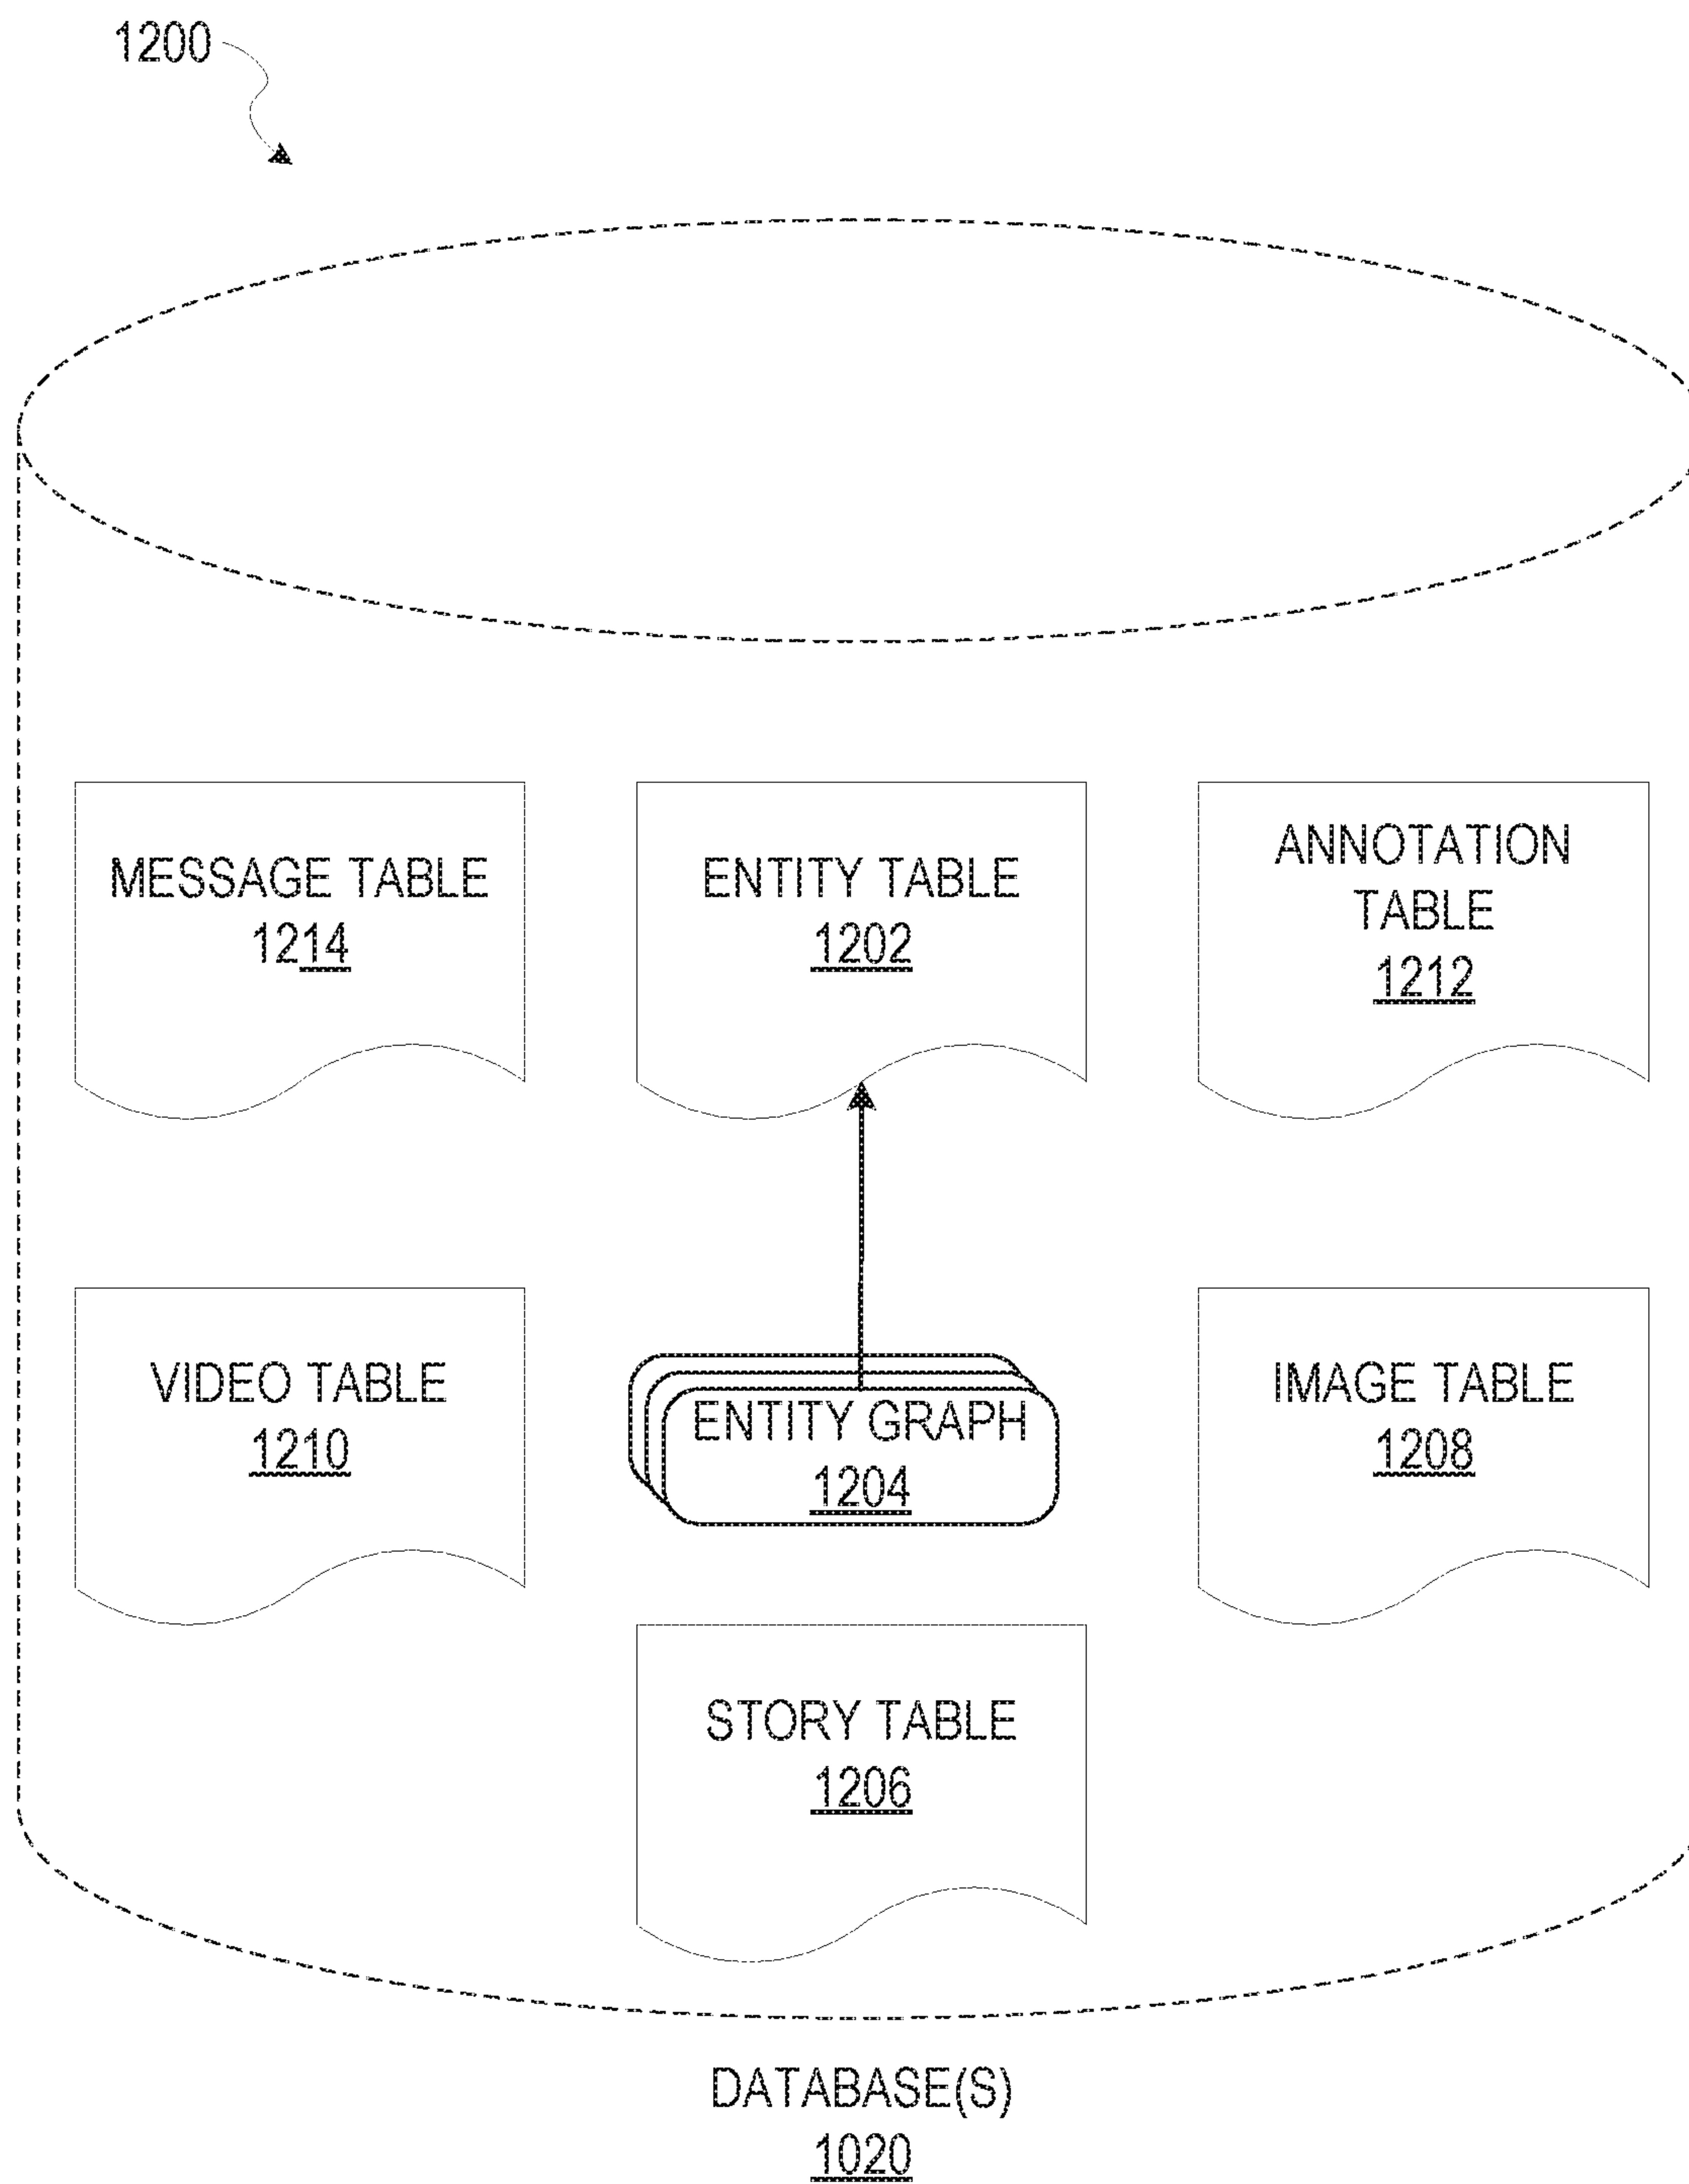 1200
MESSAGE TABLE
1214
ENTITY TABLE
1202
ANNOTATION
TABLE
1212
VIDEO TABLE
1210
ENTITY GRAPH
1204
IMAGE TABLE
1208
STORY TABLE
1206
DATABASE(S)
1020